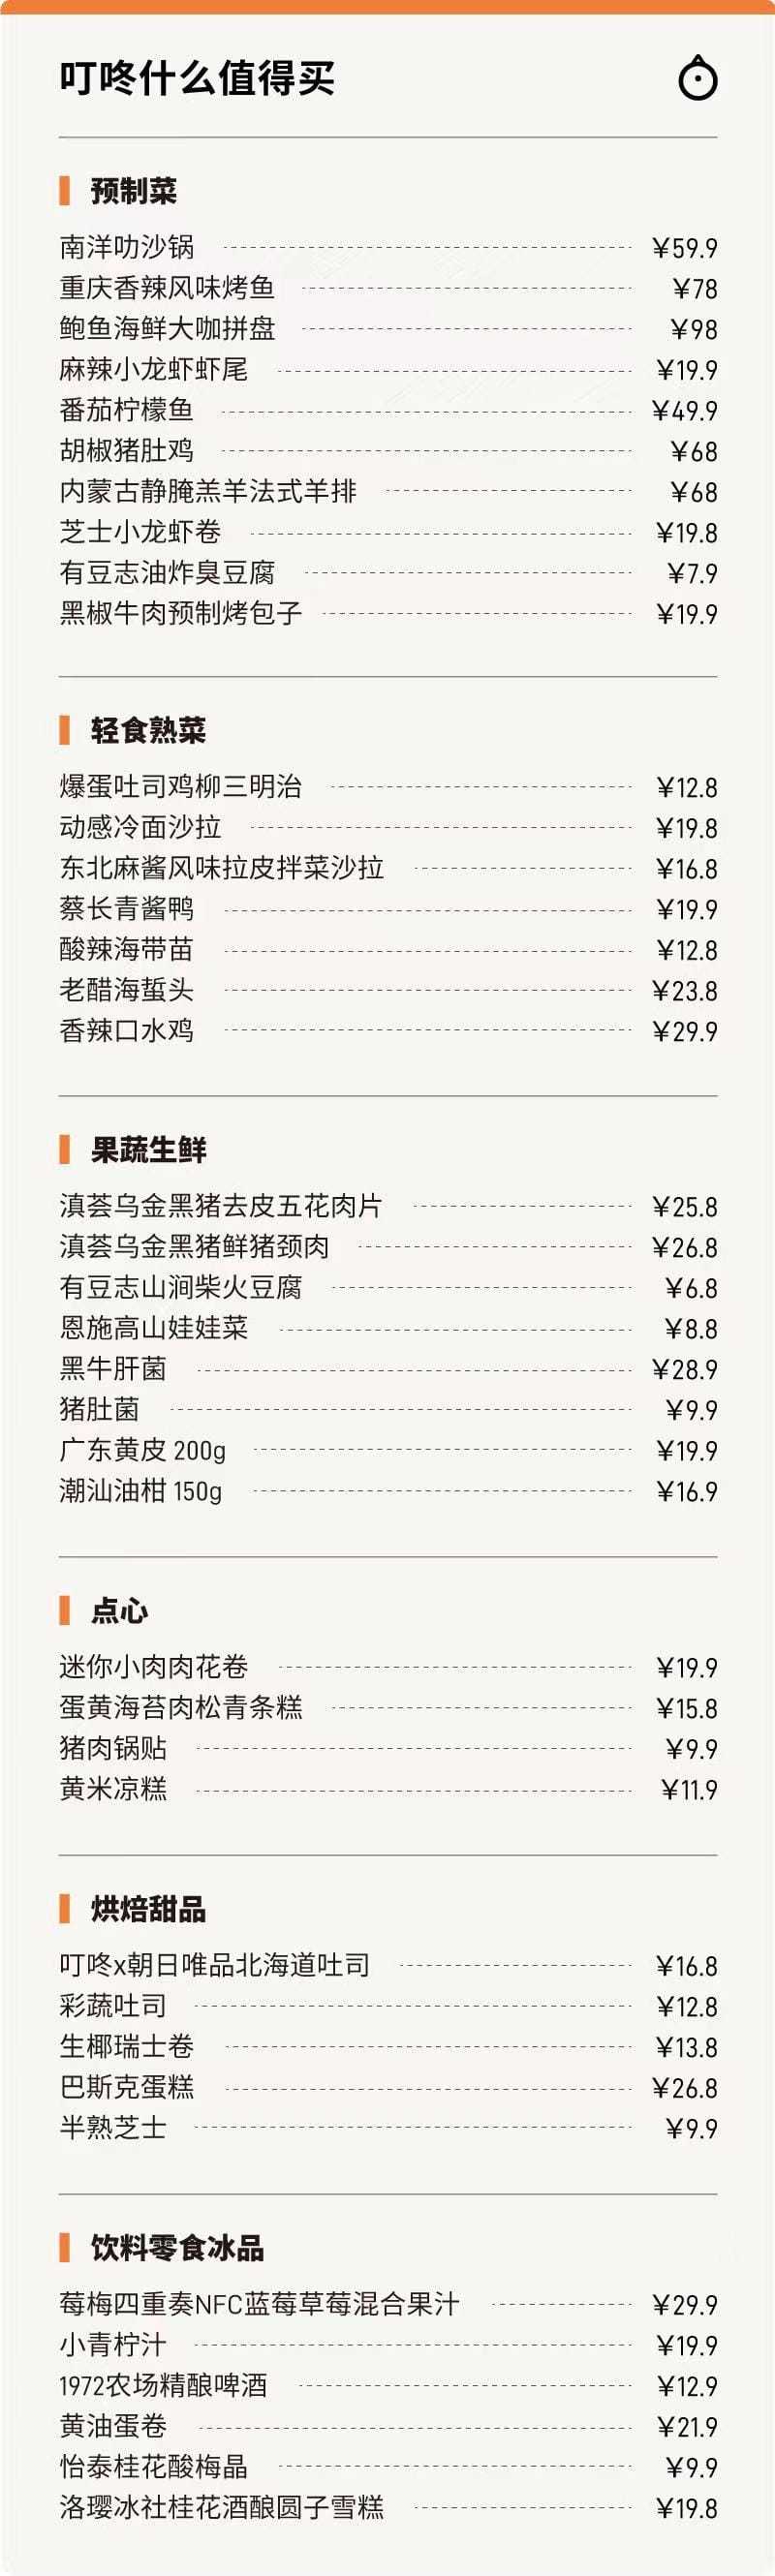 叮咚什么值得买
预制菜
南洋叻沙锅 ¥59.9
重庆香辣风味烤鱼 ¥78
鲍鱼海鲜大咖拼盘 ¥98
麻辣小龙虾虾尾 ¥19.9
番茄柠檬鱼 ¥49.9
胡椒猪肚鸡 ¥68
内蒙古静腌羔羊法式羊排 ¥68
芝士小龙虾卷 ¥19.8
有豆志油炸臭豆腐 ¥7.9
黑椒牛肉预制烤包子 ¥19.9
轻食熟菜
爆蛋吐司鸡柳三明治 ¥12.8
动感冷面沙拉 ¥19.8
东北麻酱风味拉皮拌菜沙拉 ¥16.8
蔡长青酱鸭 ¥19.9
酸辣海带苗 ¥12.8
老醋海蜇头 ¥23.8
香辣口水鸡 ¥29.9
果蔬生鲜
滇荟乌金黑猪去皮五花肉片 ¥25.8
滇荟乌金黑猪鲜猪颈肉 ¥26.8
有豆志山涧柴火豆腐 ¥6.8
恩施高山娃娃菜 ¥8.8
黑牛肝菌 ¥28.9
猪肚菌 ¥9.9
广东黄皮 200g ¥19.9
潮汕油柑 150g ¥16.9
点心
迷你小肉肉花卷 ¥19.9
蛋黄海苔肉松青条糕 ¥15.8
猪肉锅贴 ¥9.9
黄米凉糕 ¥11.9
烘焙甜品
叮咚x朝日唯品北海道吐司 ¥16.8
彩蔬吐司 ¥12.8
生椰瑞士卷 ¥13.8
巴斯克蛋糕 ¥26.8
半熟芝士 ¥9.9
饮料零食冰品
莓梅四重奏NFC蓝莓草莓混合果汁 ¥29.9
小青柠汁 ¥19.9
1972农场精酿啤酒 ¥12.9
黄油蛋卷 ¥21.9
怡泰桂花酸梅晶 ¥9.9
洛璎冰社桂花酒酿圆子雪糕 ¥19.8